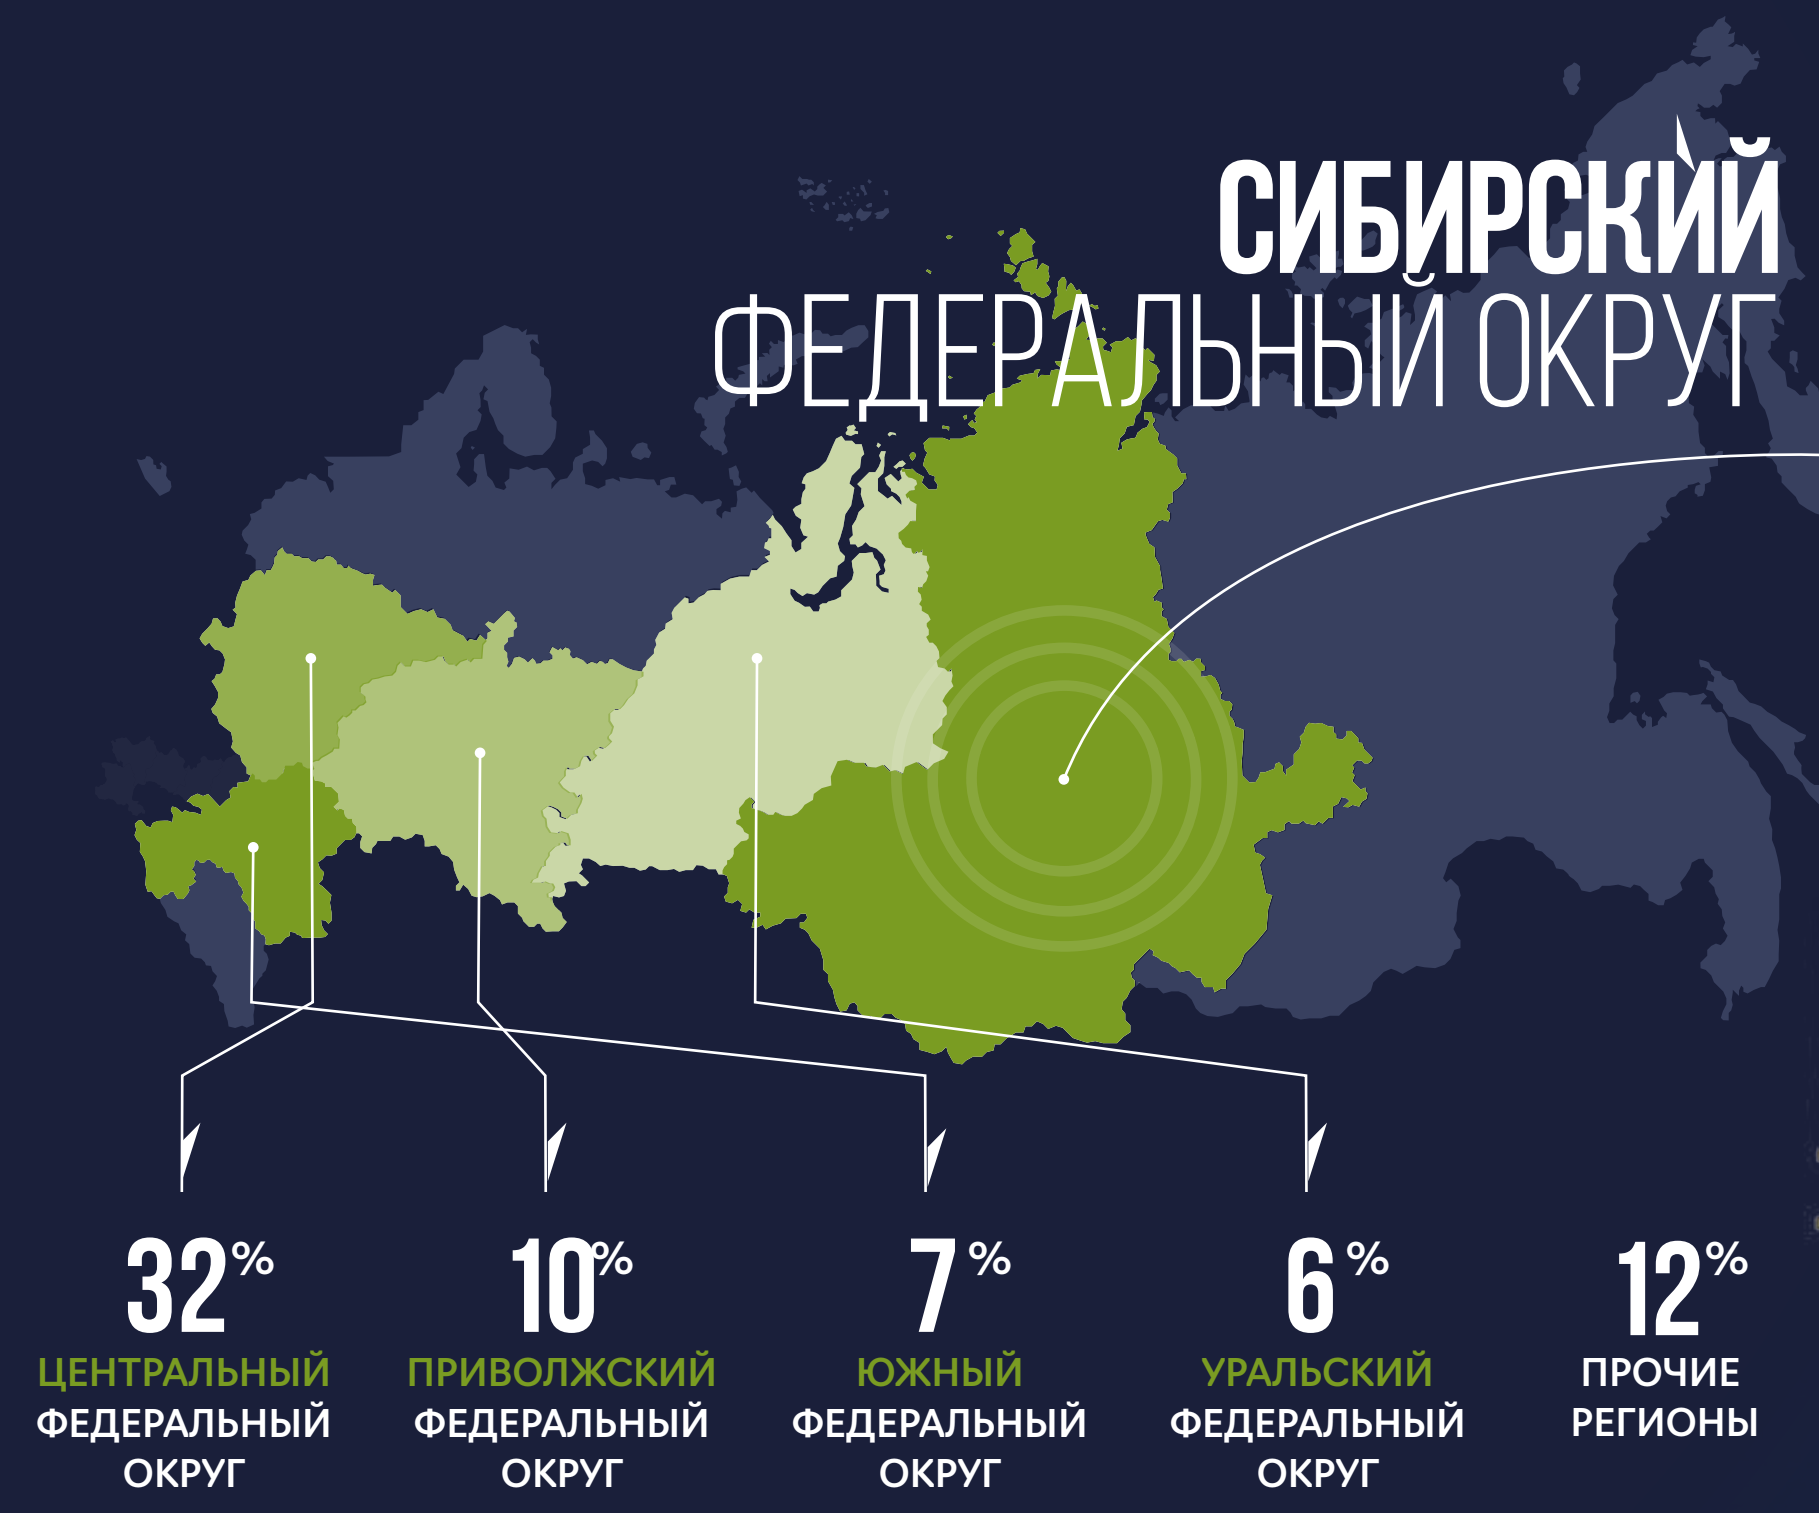 СИБИРСКИЙ
ФЕДЕРАЛЬНЫЙ ОКРУГ
32%
ЦЕНТРАЛЬНЫЙ
ФЕДЕРАЛЬНЫЙ
ОКРУГ
10%
ПРИВОЛЖСКИЙ
ФЕДЕРАЛЬНЫЙ
ОКРУГ
7%
ЮЖНЫЙ
ФЕДЕРАЛЬНЫЙ
ОКРУГ
6%
УРАЛЬСКИЙ
ФЕДЕРАЛЬНЫЙ
ОКРУГ
12%
ПРОЧИЕ
РЕГИОНЫ